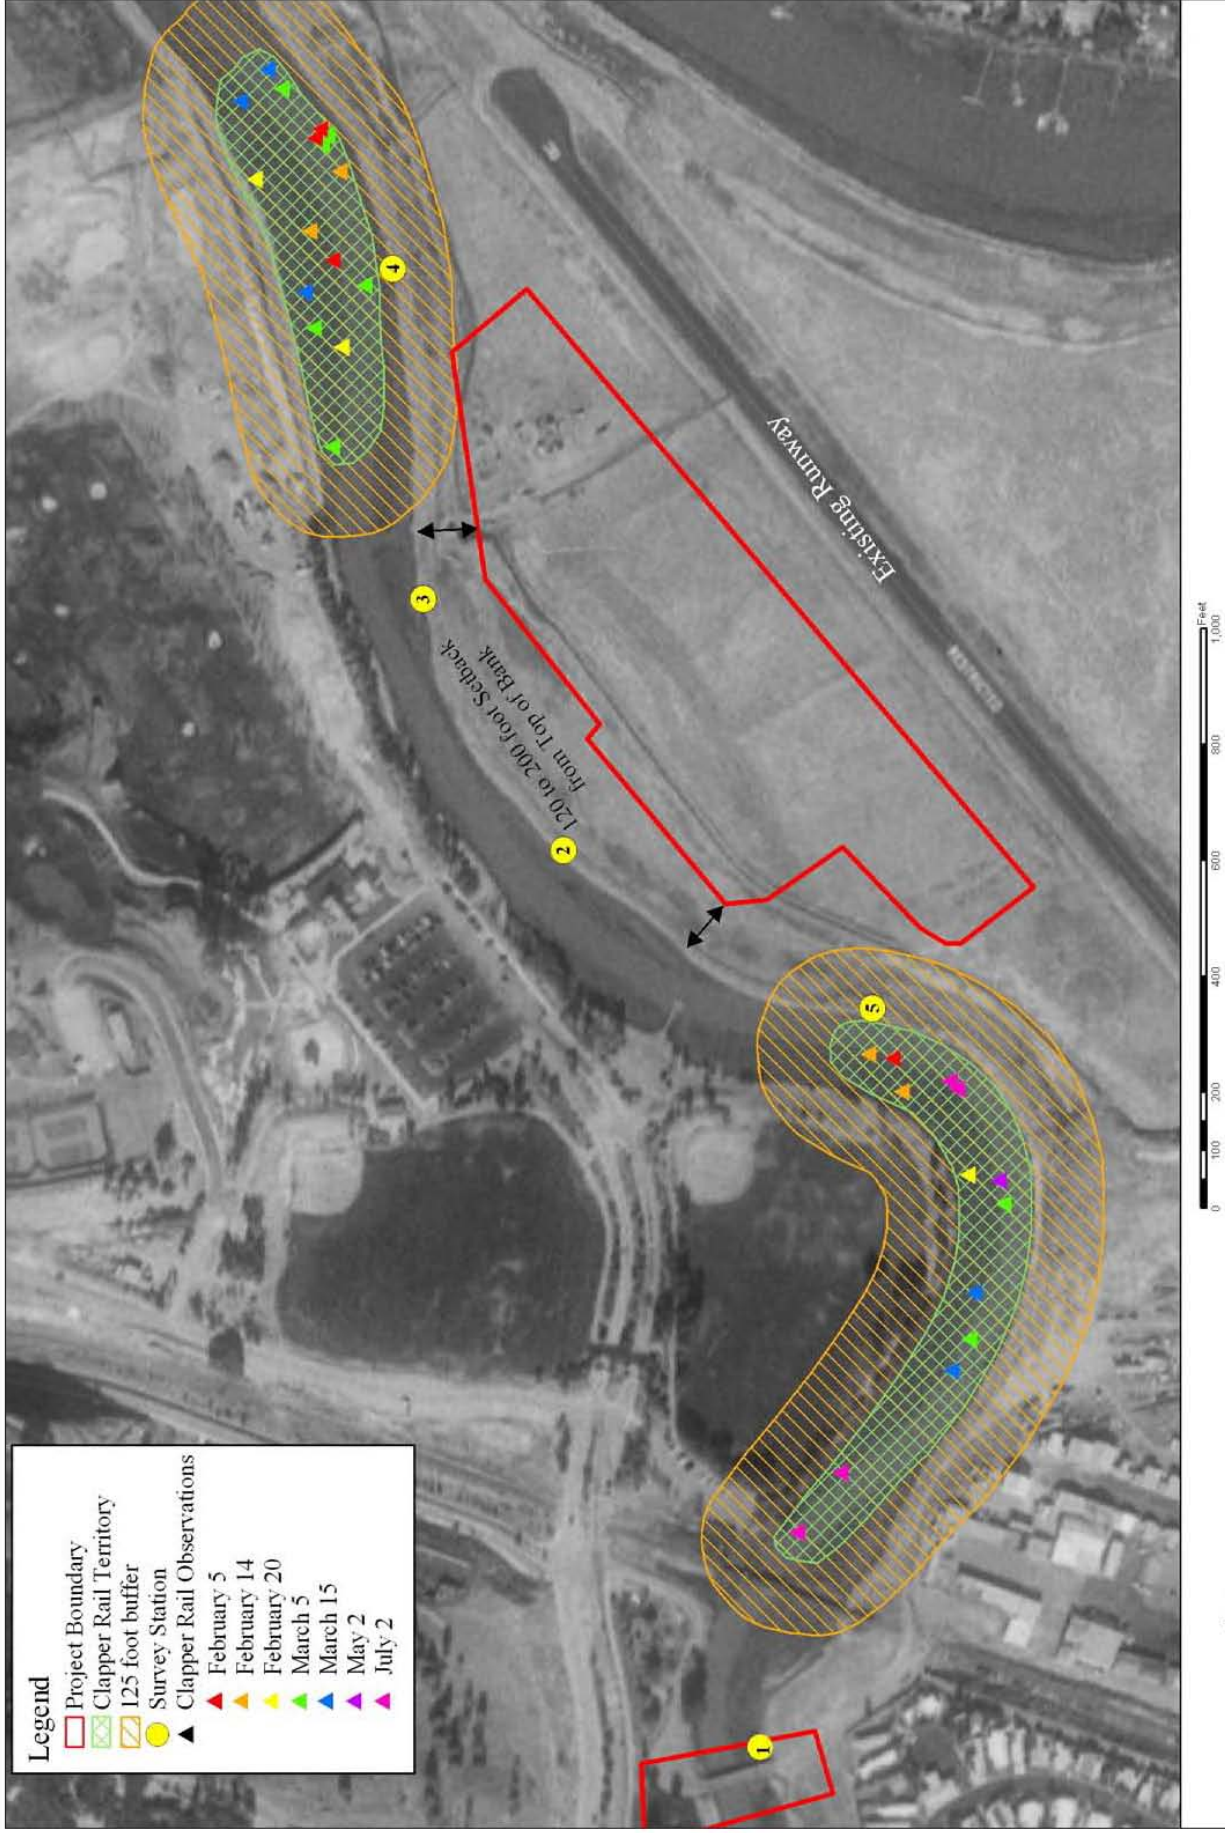 Legend
Project Boundary
Clapper Rail Territory
125 foot buffer
Survey Station
Clapper Rail Observations
February 5
February 14
February 20
March 5
March 15
May 2
July 2
1
2
3
4
5
120 to 200 foot Setback
from Top of Bank
Existing Runway
0
100
200
400
600
800
1,000
Feet